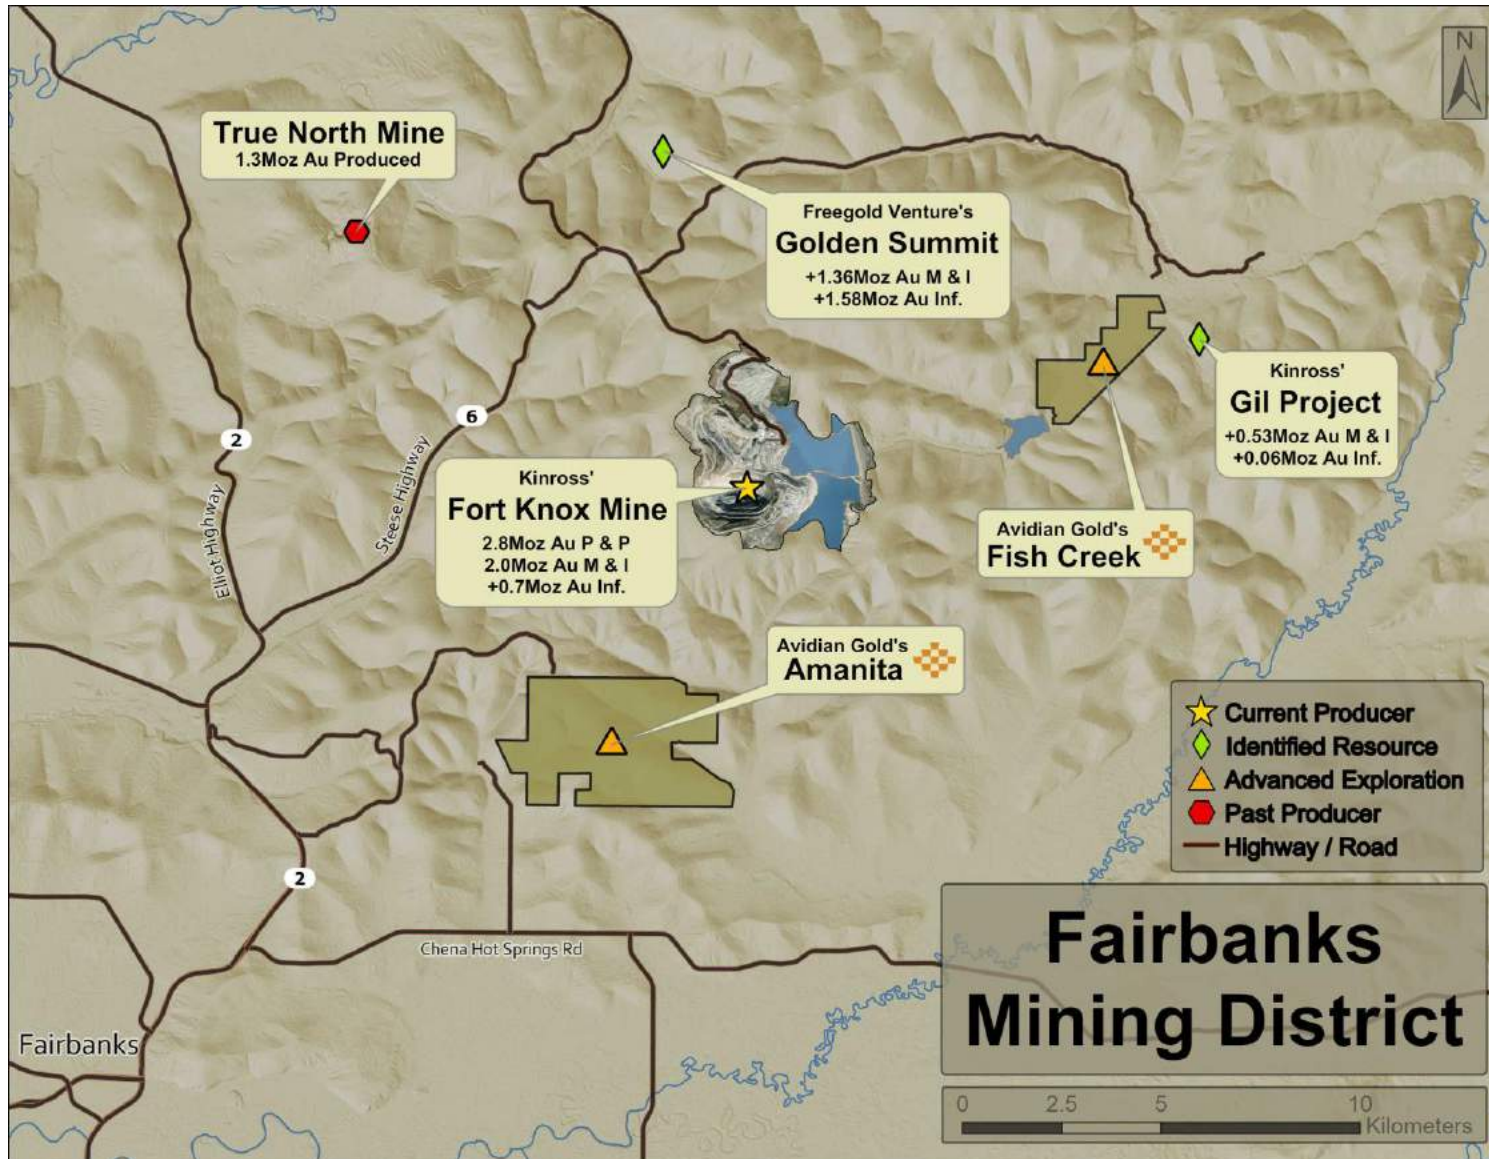 N
True North Mine
1.3Moz Au Produced
Freegold Venture's
Golden Summit
+1.36Moz Au M & I
+1.58Moz Au Inf.
Kinross'
Gil Project
+0.53Moz Au M & I
+0.06Moz Au Inf.
2
6
Elliot Highway
Steese Highway
Kinross'
Fort Knox Mine
2.8Moz Au P & P
2.0Moz Au M & I
+0.7Moz Au Inf.
Avidian Gold's
Fish Creek
Avidian Gold's
Amanita
Current Producer
Identified Resource
Advanced Exploration
Past Producer
Highway / Road
2
Chena Hot Springs Rd
Fairbanks
Fairbanks
Mining District
0 2.5 5 10
Kilometers